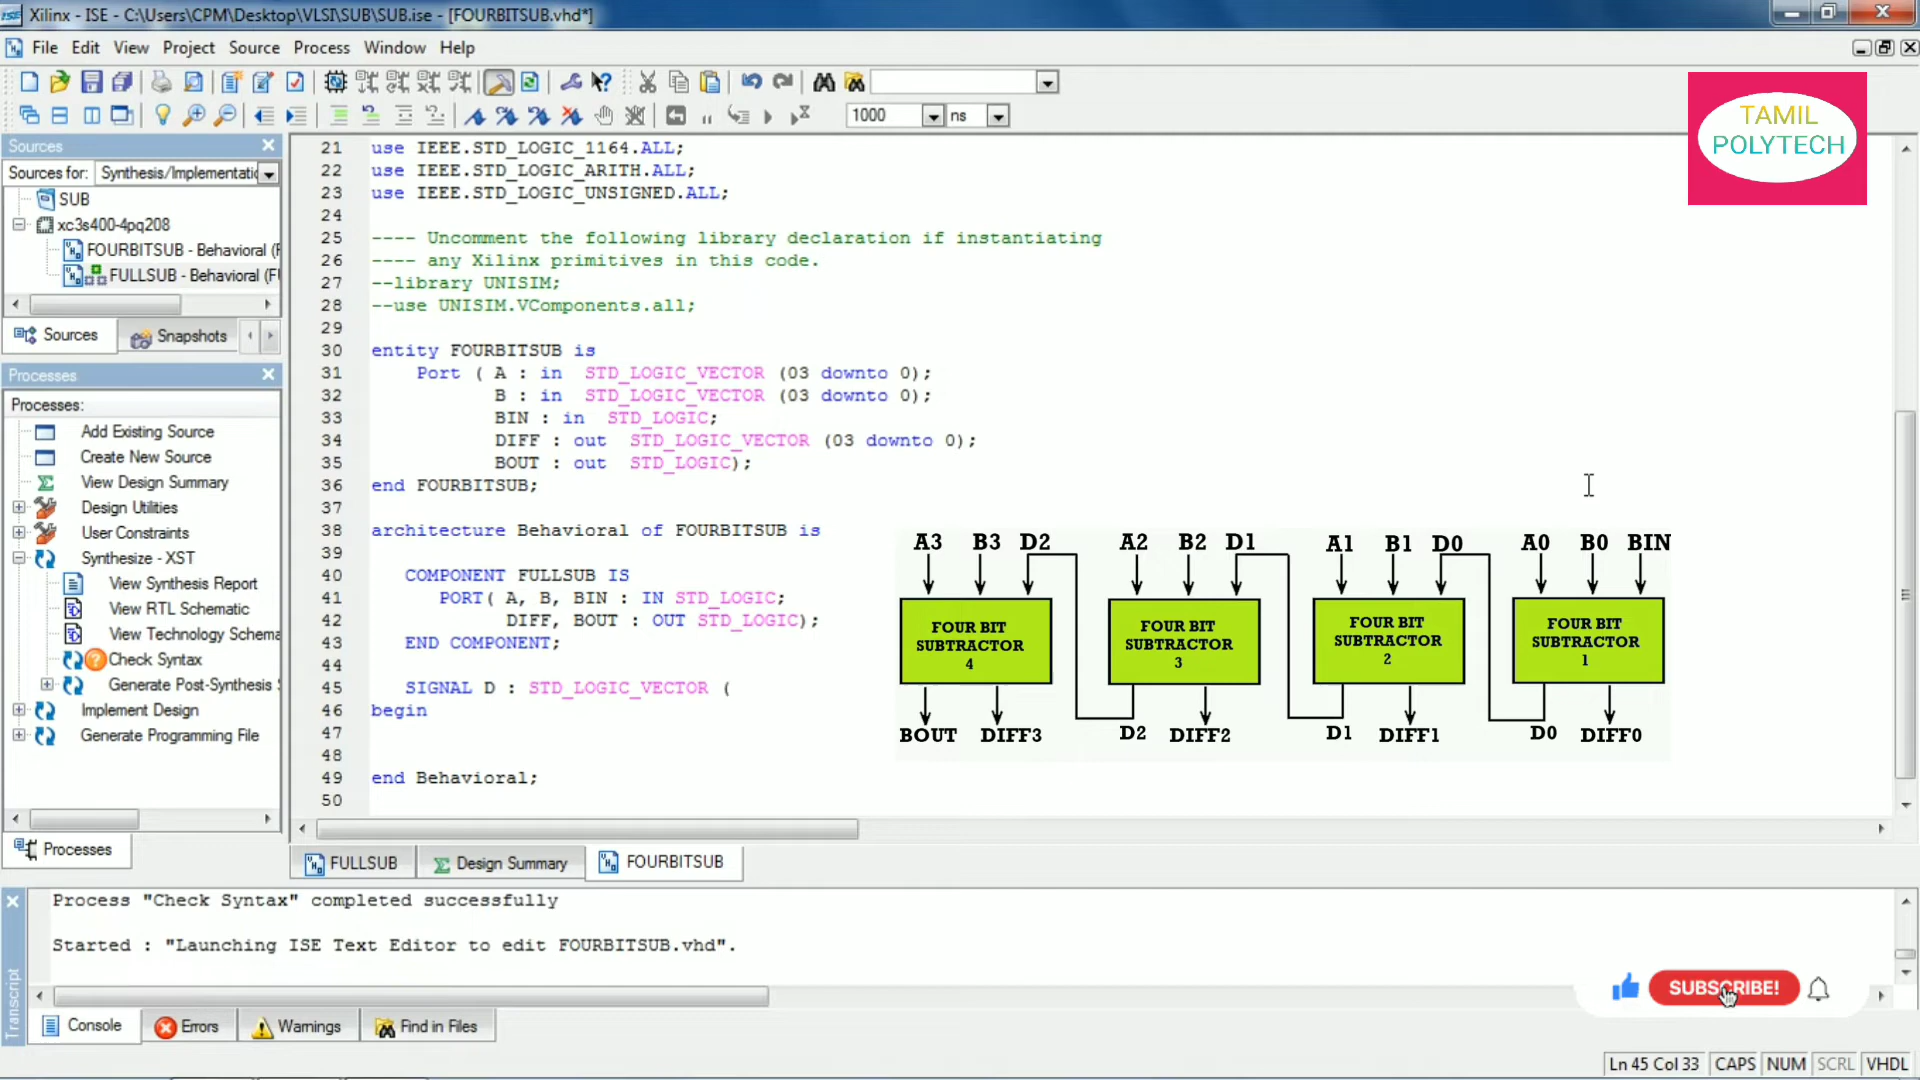 Xilinx - ISE - C:\Users\CPM\Desktop\VLSI\SUB\SUB.ise - [FOURBITSUB.vhd*]
File Edit View Project Source Process Window Help
1000 ns
TAMIL
POLYTECH
Sources
Sources for: Synthesis/Implementatic
SUB
xc3s400-4pq208
FOURBITSUB - Behavioral (F
FULLSUB - Behavioral (FU
Sources Snapshots
Processes
Processes:
Add Existing Source
Create New Source
View Design Summary
Design Utilities
User Constraints
Synthesize - XST
View Synthesis Report
View RTL Schematic
View Technology Schema
Check Syntax
Generate Post-Synthesis
Implement Design
Generate Programming File
Processes
21 use IEEE.STD_LOGIC_1164.ALL;
22 use IEEE.STD_LOGIC_ARITH.ALL;
23 use IEEE.STD_LOGIC_UNSIGNED.ALL;
24
25 ---- Uncomment the following library declaration if instantiating
26 ---- any Xilinx primitives in this code.
27 --library UNISIM;
28 --use UNISIM.VComponents.all;
29
30 entity FOURBITSUB is
31 Port ( A : in STD_LOGIC_VECTOR (03 downto 0);
32 B : in STD_LOGIC_VECTOR (03 downto 0);
33 BIN : in STD_LOGIC;
34 DIFF : out STD_LOGIC_VECTOR (03 downto 0);
35 BOUT : out STD_LOGIC);
36 end FOURBITSUB;
37
38 architecture Behavioral of FOURBITSUB is
39
40 COMPONENT FULLSUB IS
41 PORT( A, B, BIN : IN STD_LOGIC;
42 DIFF, BOUT : OUT STD_LOGIC);
43 END COMPONENT;
44
45 SIGNAL D : STD_LOGIC_VECTOR (
46 begin
47
48
49 end Behavioral;
50
A3 B3 D2 A2 B2 D1 A1 B1 D0 A0 B0 BIN
FOUR BIT
SUBTRACTOR
4
FOUR BIT
SUBTRACTOR
3
FOUR BIT
SUBTRACTOR
2
FOUR BIT
SUBTRACTOR
1
BOUT DIFF3 D2 DIFF2 D1 DIFF1 D0 DIFF0
FULLSUB Design Summary FOURBITSUB
Process "Check Syntax" completed successfully
Started : "Launching ISE Text Editor to edit FOURBITSUB.vhd".
Transcript
SUBSCRIBE!
Console Errors Warnings Find in Files
Ln 45 Col 33 CAPS NUM SCRL VHDL